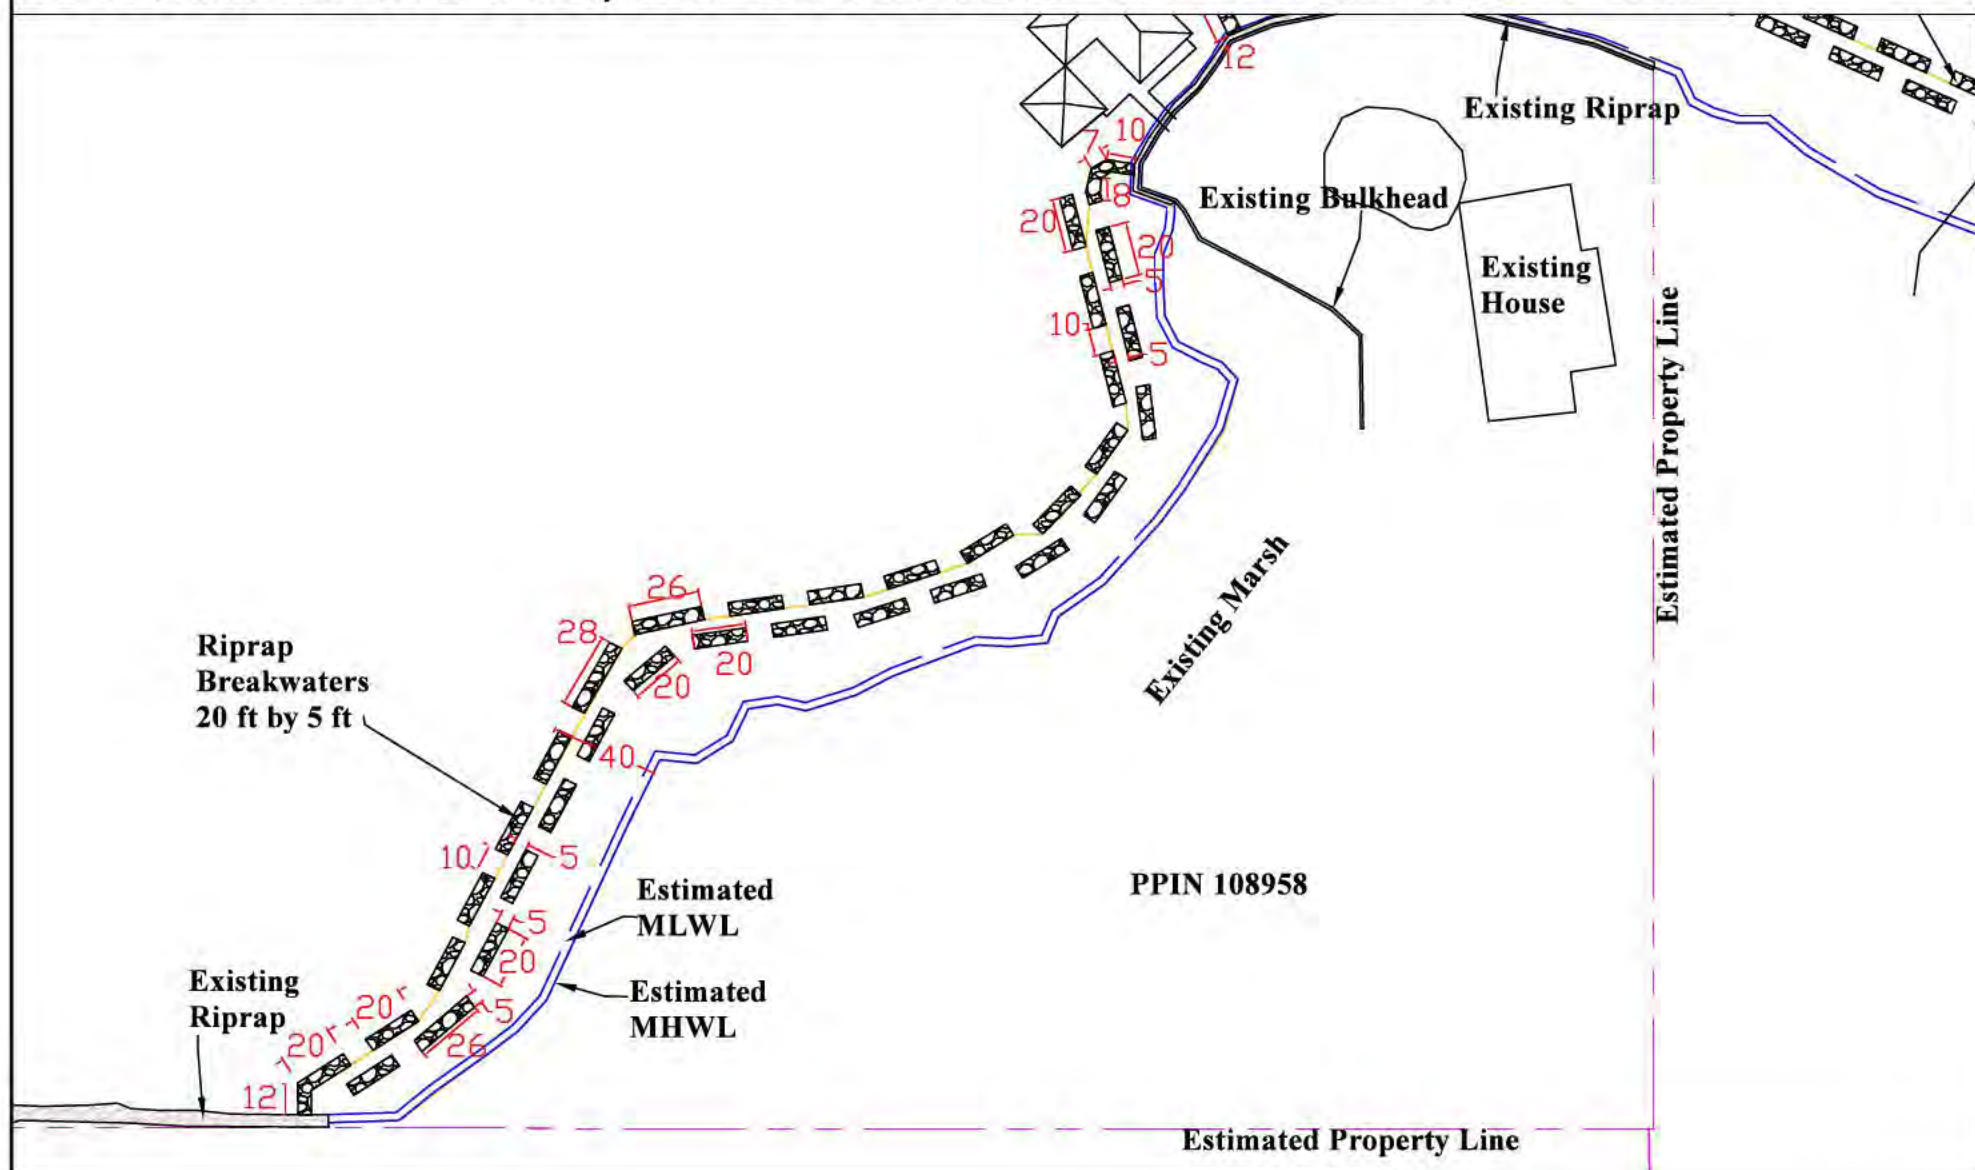 12
Existing Riprap
7
10
8
Existing Bulkhead
20
20
5
Existing
House
10
5
Estimated Property Line
26
28
20
20
Existing Marsh
Riprap
Breakwaters
20 ft by 5 ft
40
10
5
PPIN 108958
Estimated
MLWL
5
20
Existing
Riprap
20
20
5
26
Estimated
MHWL
12
Estimated Property Line